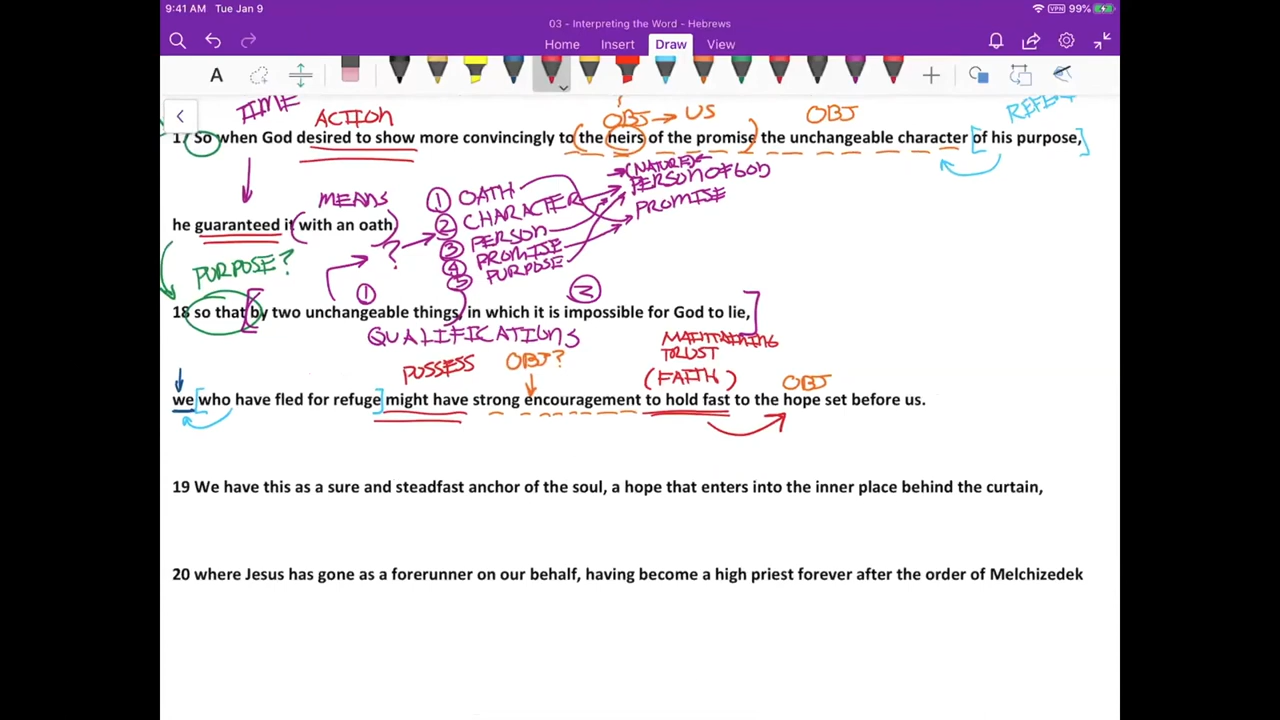 9:41 AM Tue Jan 9
VPN 99%
03 - Interpreting the Word - Hebrews
Home Insert Draw View
A
TIME ACTION OBJ → US OBJ
17 So when God desired to show more convincingly to (the heirs of the promise) the unchangeable character [of his purpose,]
(NATURE)
PERSON OF GOD
PROMISE
MEANS
① OATH
② CHARACTER
③ PERSON
④ PROMISE
⑤ PURPOSE
he guaranteed it (with an oath)
PURPOSE? ?
① ②
18 so that [by two unchangeable things, in which it is impossible for God to lie,]
QUALIFICATIONS
MAINTAINING
TRUST
POSSESS OBJ? (FAITH) OBJ
we [who have fled for refuge] might have strong encouragement to hold fast to the hope set before us.
19 We have this as a sure and steadfast anchor of the soul, a hope that enters into the inner place behind the curtain,
20 where Jesus has gone as a forerunner on our behalf, having become a high priest forever after the order of Melchizedek